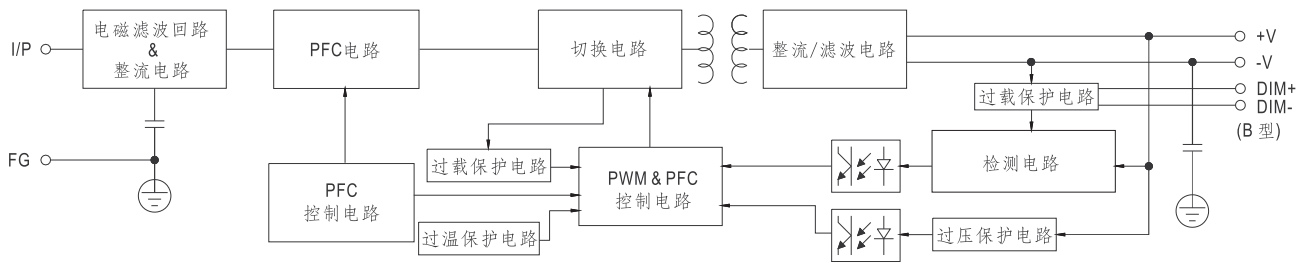 电磁滤波回路
&
整流电路
I/P
PFC电路
切换电路
整流/滤波电路
+V
-V
过载保护电路
DIM+
DIM-
(B 型)
FG
过载保护电路
PFC
控制电路
过温保护电路
PWM & PFC
控制电路
检测电路
过压保护电路